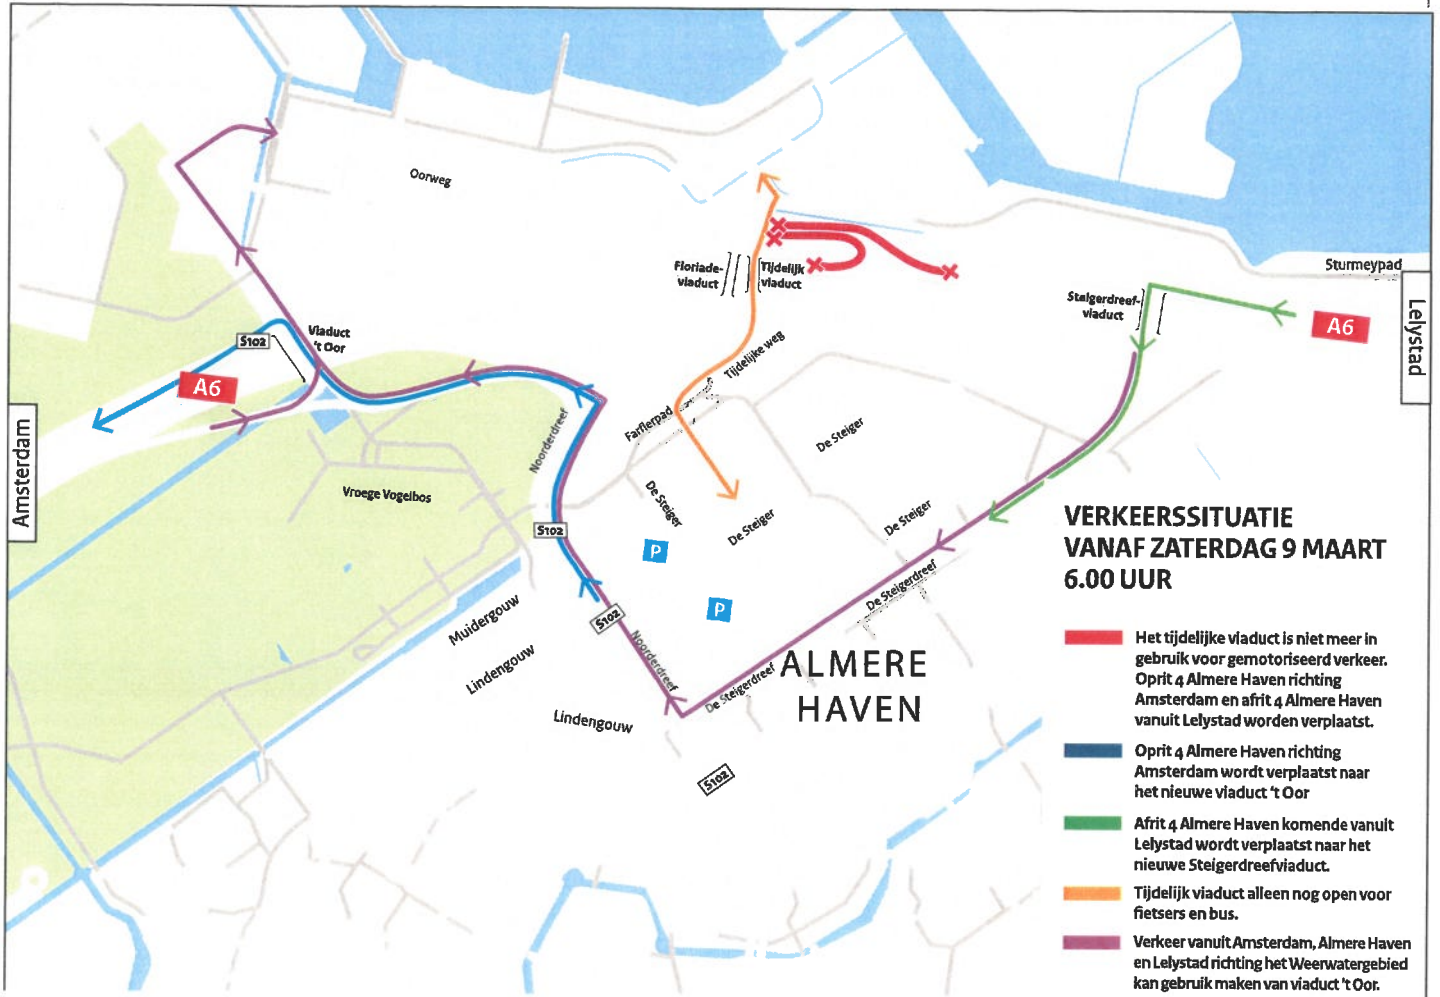 Oorweg
Sturmeypad
Floriade-
viaduct
Tijdelijk
viaduct
Steigerdreef-
viaduct
A6
Lelystad
Viaduct
't Oor
S102
A6
Tijdelijke weg
Amsterdam
Farflerpad
Noorderdreef
De Steiger
Vroege Vogelbos
De Steiger
De Steiger
De Steiger
S102
P
P
De Steigerdreef
Muidergouw
S102
Noorderdreef
Lindengouw
De Steigerdreef
ALMERE
HAVEN
Lindengouw
S102
VERKEERSSITUATIE
VANAF ZATERDAG 9 MAART
6.00 UUR
Het tijdelijke viaduct is niet meer in
gebruik voor gemotoriseerd verkeer.
Oprit 4 Almere Haven richting
Amsterdam en afrit 4 Almere Haven
vanuit Lelystad worden verplaatst.
Oprit 4 Almere Haven richting
Amsterdam wordt verplaatst naar
het nieuwe viaduct 't Oor
Afrit 4 Almere Haven komende vanuit
Lelystad wordt verplaatst naar het
nieuwe Steigerdreefviaduct.
Tijdelijk viaduct alleen nog open voor
fietsers en bus.
Verkeer vanuit Amsterdam, Almere Haven
en Lelystad richting het Weerwatergebied
kan gebruik maken van viaduct 't Oor.